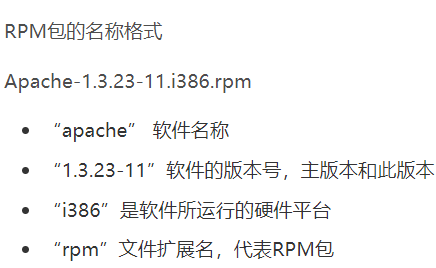 RPM包的名称格式
Apache-1.3.23-11.i386.rpm
• “apache” 软件名称
• “1.3.23-11”软件的版本号，主版本和此版本
• “i386”是软件所运行的硬件平台
• “rpm”文件扩展名，代表RPM包